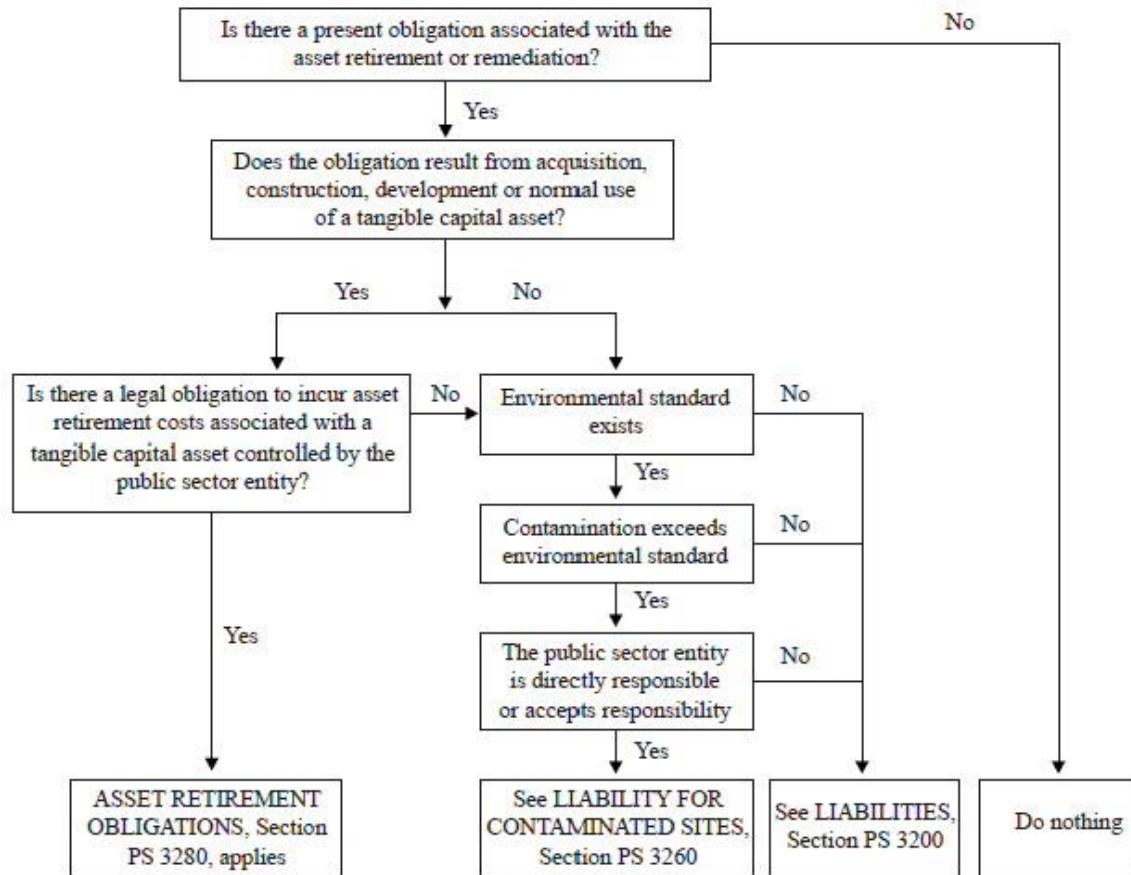 Is there a present obligation associated with the
asset retirement or remediation?
No
Yes
Does the obligation result from acquisition,
construction, development or normal use
of a tangible capital asset?
Yes
No
Is there a legal obligation to incur asset
retirement costs associated with a
tangible capital asset controlled by the
public sector entity?
No
Environmental standard
exists
No
Yes
Contamination exceeds
environmental standard
No
Yes
Yes
The public sector entity
is directly responsible
or accepts responsibility
No
Yes
ASSET RETIREMENT
OBLIGATIONS, Section
PS 3280, applies
See LIABILITY FOR
CONTAMINATED SITES,
Section PS 3260
See LIABILITIES,
Section PS 3200
Do nothing